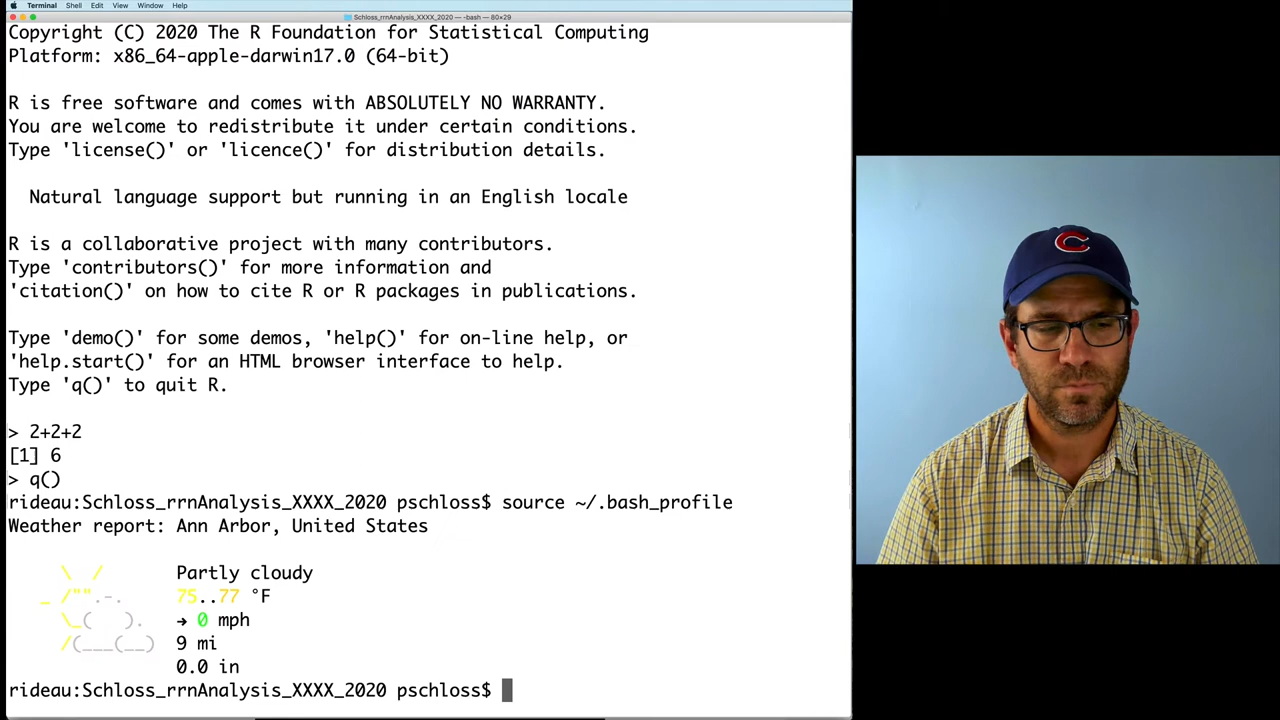 Terminal Shell Edit View Window Help
Schloss_rrnAnalysis_XXXX_2020 — -bash — 80×29
Copyright (C) 2020 The R Foundation for Statistical Computing
Platform: x86_64-apple-darwin17.0 (64-bit)
R is free software and comes with ABSOLUTELY NO WARRANTY.
You are welcome to redistribute it under certain conditions.
Type 'license()' or 'licence()' for distribution details.
Natural language support but running in an English locale
R is a collaborative project with many contributors.
Type 'contributors()' for more information and
'citation()' on how to cite R or R packages in publications.
Type 'demo()' for some demos, 'help()' for on-line help, or
'help.start()' for an HTML browser interface to help.
Type 'q()' to quit R.
> 2+2+2
[1] 6
> q()
rideau:Schloss_rrnAnalysis_XXXX_2020 pschloss$ source ~/.bash_profile
Weather report: Ann Arbor, United States
\ / Partly cloudy
_ /"".-. 75..77 °F
\_( ). → 0 mph
/(___(__) 9 mi
0.0 in
rideau:Schloss_rrnAnalysis_XXXX_2020 pschloss$
C